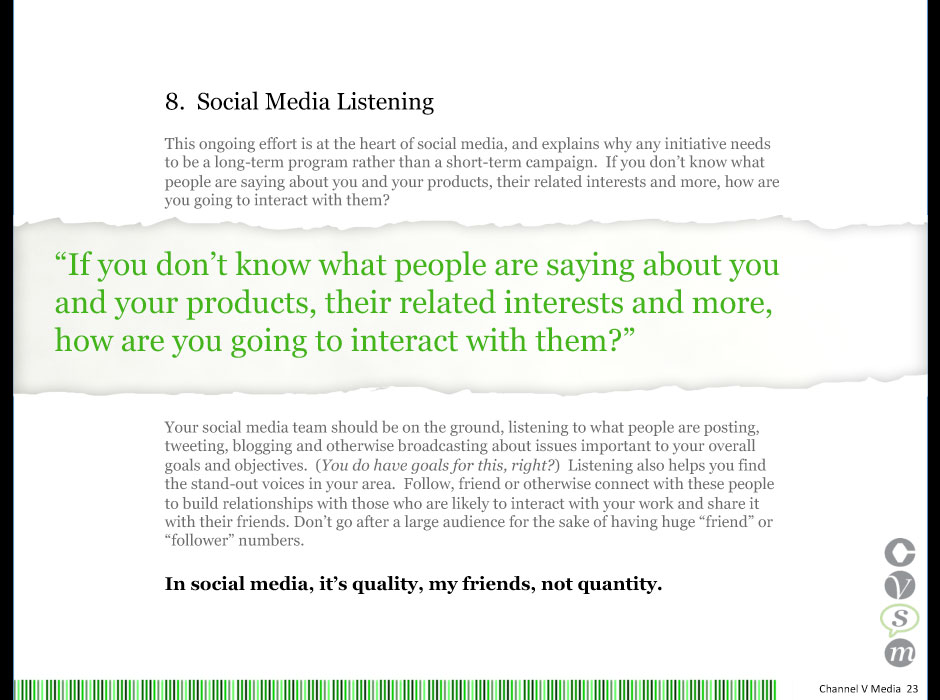 8.  Social Media Listening
This ongoing effort is at the heart of social media, and explains why any initiative needs
to be a long-term program rather than a short-term campaign.  If you don’t know what
people are saying about you and your products, their related interests and more, how are
you going to interact with them?
“If you don’t know what people are saying about you
and your products, their related interests and more,
how are you going to interact with them?”
Your social media team should be on the ground, listening to what people are posting,
tweeting, blogging and otherwise broadcasting about issues important to your overall
goals and objectives.  (You do have goals for this, right?)  Listening also helps you find
the stand-out voices in your area.  Follow, friend or otherwise connect with these people
to build relationships with those who are likely to interact with your work and share it
with their friends. Don’t go after a large audience for the sake of having huge “friend” or
“follower” numbers.
In social media, it’s quality, my friends, not quantity.
C
v
s
m
Channel V Media  23